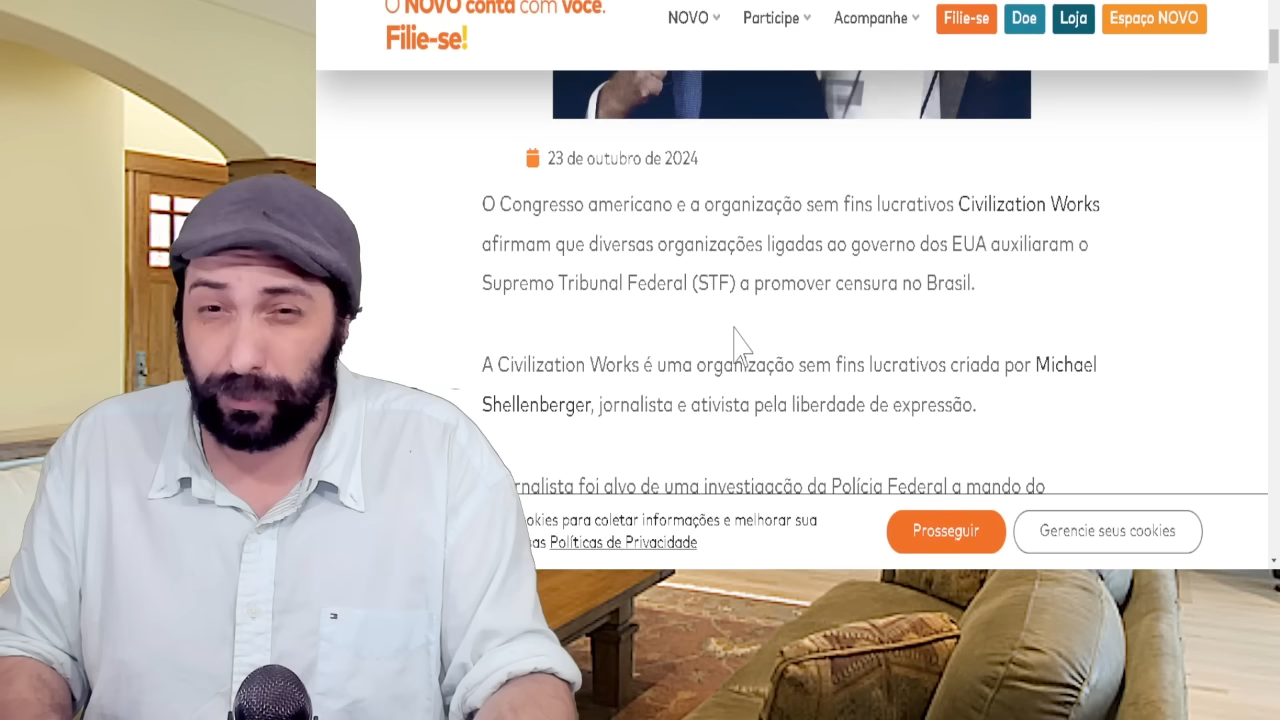 O NOVO conta com você.
Filie-se!
NOVO Participe Acompanhe Filie-se Doe Loja Espaço NOVO
23 de outubro de 2024
O Congresso americano e a organização sem fins lucrativos Civilization Works
afirmam que diversas organizações ligadas ao governo dos EUA auxiliaram o
Supremo Tribunal Federal (STF) a promover censura no Brasil.
A Civilization Works é uma organização sem fins lucrativos criada por Michael
Shellenberger, jornalista e ativista pela liberdade de expressão.
rnalista foi alvo de uma investigação da Polícia Federal a mando do
okies para coletar informações e melhorar sua
as Políticas de Privacidade
Prosseguir
Gerencie seus cookies